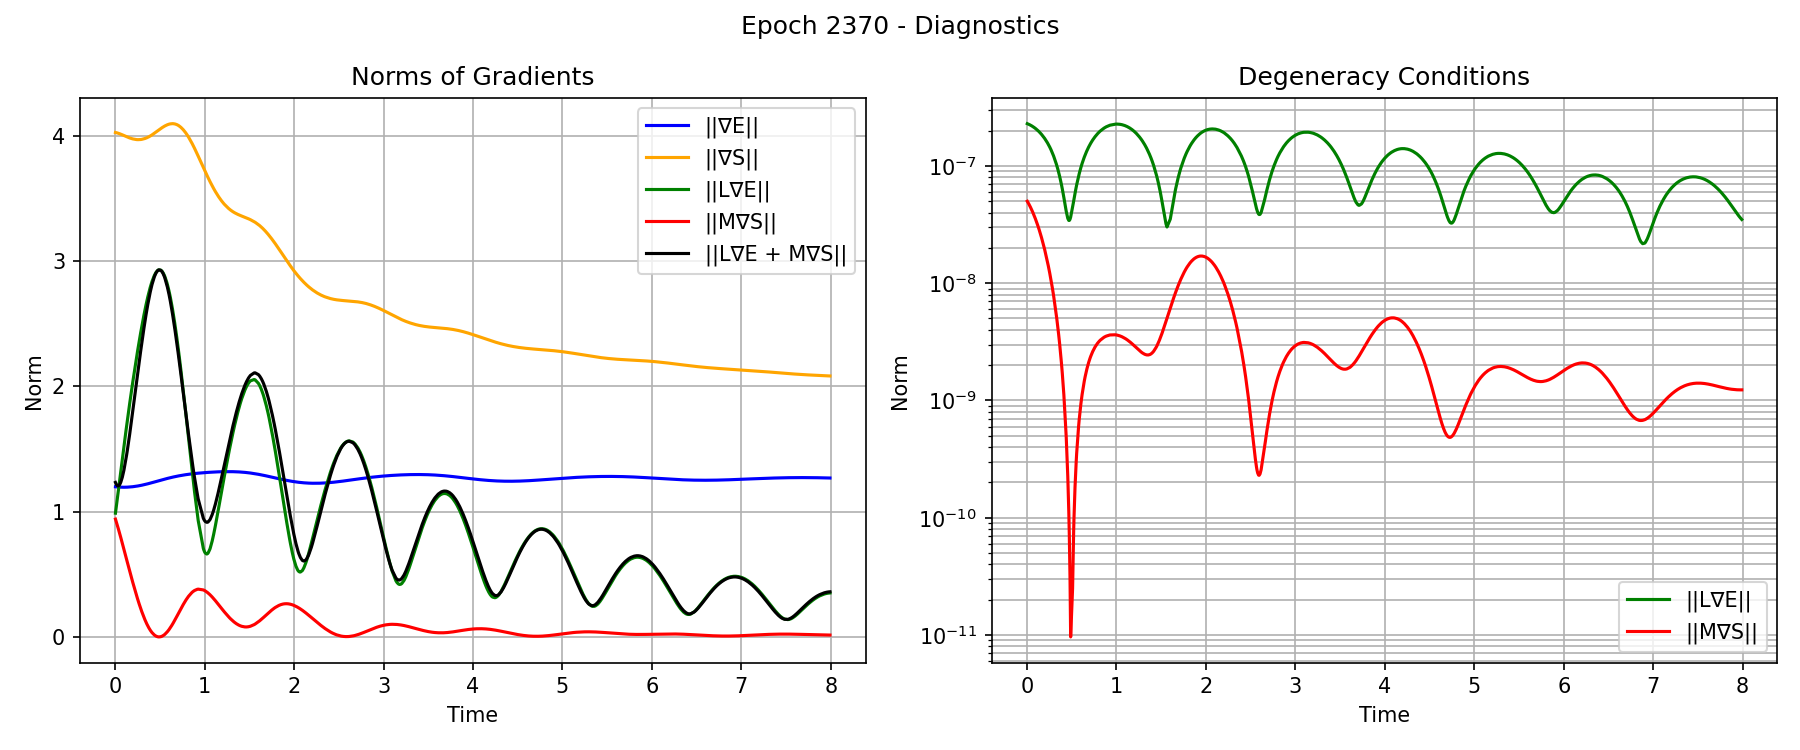 Epoch 2370 - Diagnostics
Norms of Gradients
Norm
4
3
2
1
0
||∇E||
||∇S||
||L∇E||
||M∇S||
||L∇E + M∇S||
0 1 2 3 4 5 6 7 8
Time
Degeneracy Conditions
Norm
10⁻⁷
10⁻⁸
10⁻⁹
10⁻¹⁰
10⁻¹¹
||L∇E||
||M∇S||
0 1 2 3 4 5 6 7 8
Time